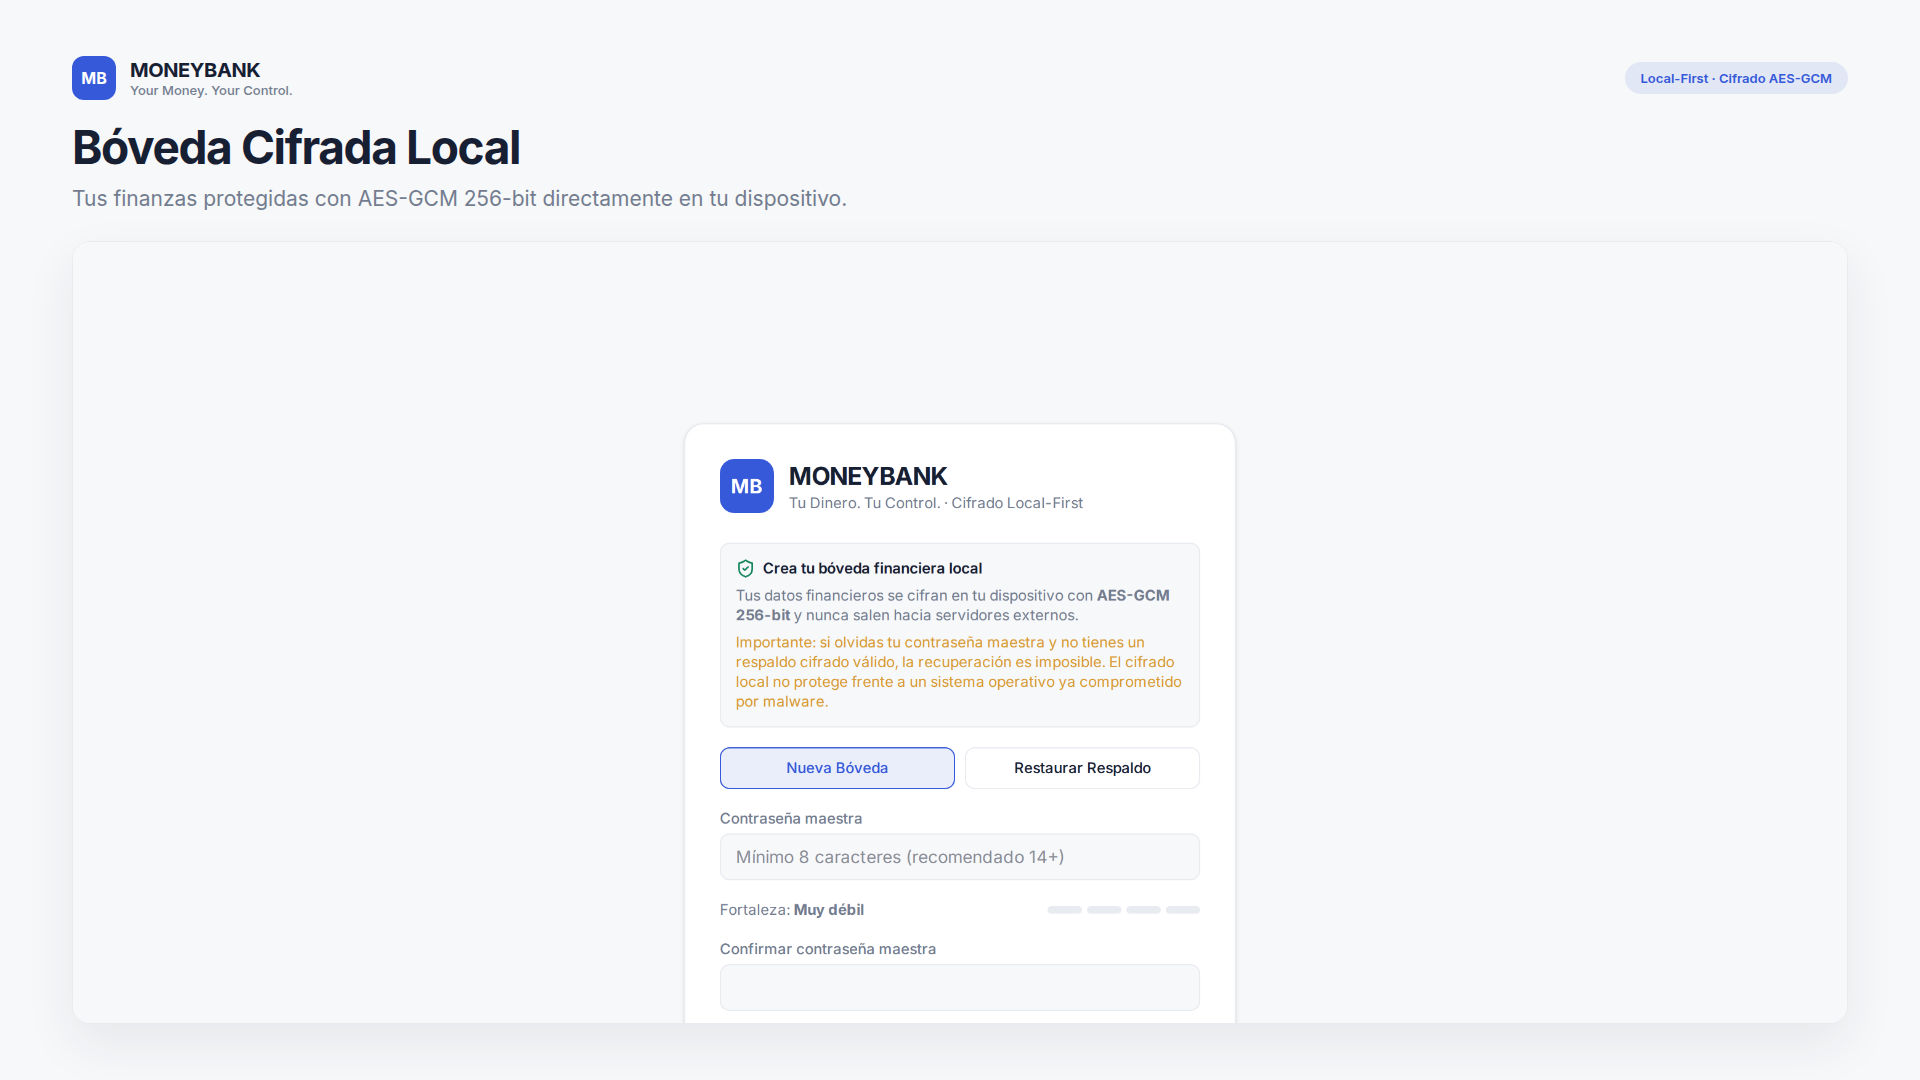 MB
MONEYBANK
Your Money. Your Control.
Local-First · Cifrado AES-GCM
Bóveda Cifrada Local
Tus finanzas protegidas con AES-GCM 256-bit directamente en tu dispositivo.
MB
MONEYBANK
Tu Dinero. Tu Control. · Cifrado Local-First
Crea tu bóveda financiera local
Tus datos financieros se cifran en tu dispositivo con AES-GCM
256-bit y nunca salen hacia servidores externos.
Importante: si olvidas tu contraseña maestra y no tienes un
respaldo cifrado válido, la recuperación es imposible. El cifrado
local no protege frente a un sistema operativo ya comprometido
por malware.
Nueva Bóveda
Restaurar Respaldo
Contraseña maestra
Mínimo 8 caracteres (recomendado 14+)
Fortaleza: Muy débil
Confirmar contraseña maestra